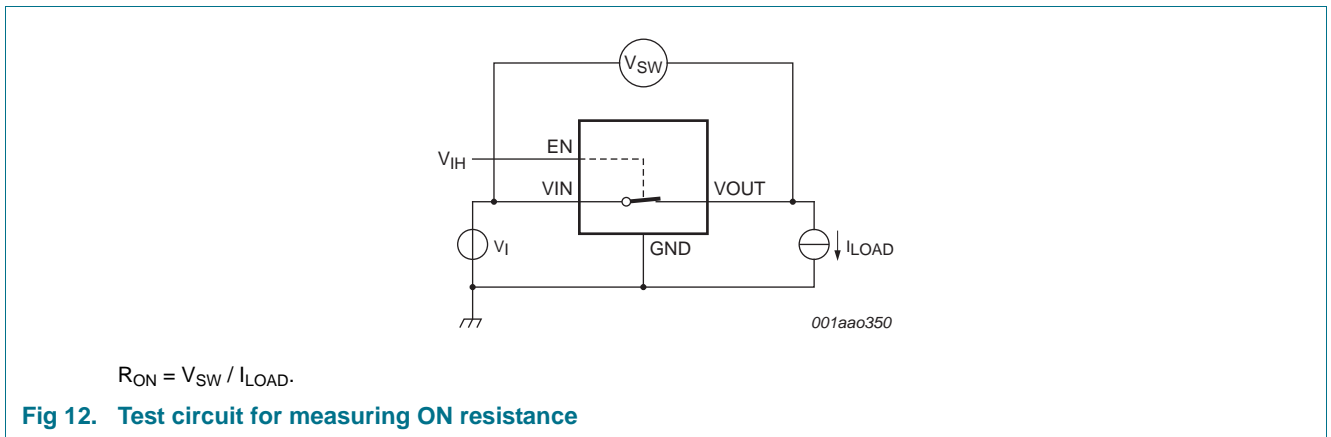 VSW
EN
VIH
VIN
VOUT
VI
GND
ILOAD
001aao350
RON = VSW / ILOAD.
Fig 12. Test circuit for measuring ON resistance